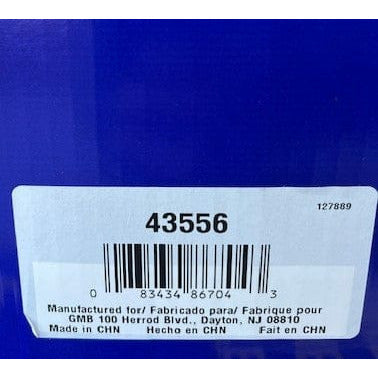 127889
43556
0 83434 86704 3
Manufactured for/ Fabricado para/ Fabrique pour
GMB 100 Herrod Blvd., Dayton, NJ 08810
Made in CHN Hecho en CHN Fait en CHN